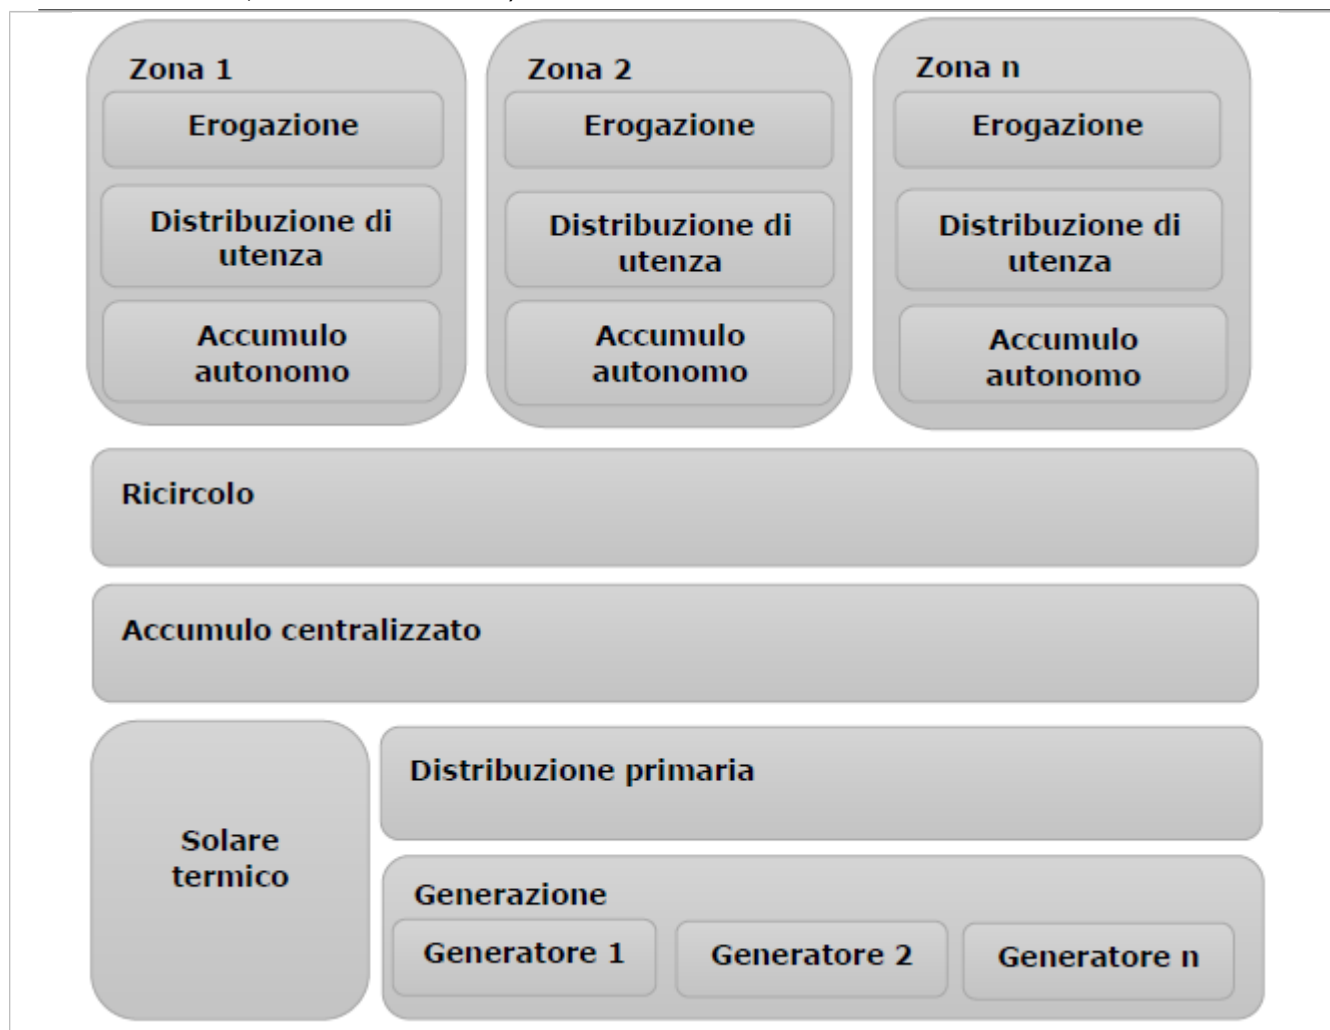 Zona 1
Erogazione
Distribuzione di
utenza
Accumulo
autonomo
Zona 2
Erogazione
Distribuzione di
utenza
Accumulo
autonomo
Zona n
Erogazione
Distribuzione di
utenza
Accumulo
autonomo
Ricircolo
Accumulo centralizzato
Solare
termico
Distribuzione primaria
Generazione
Generatore 1
Generatore 2
Generatore n